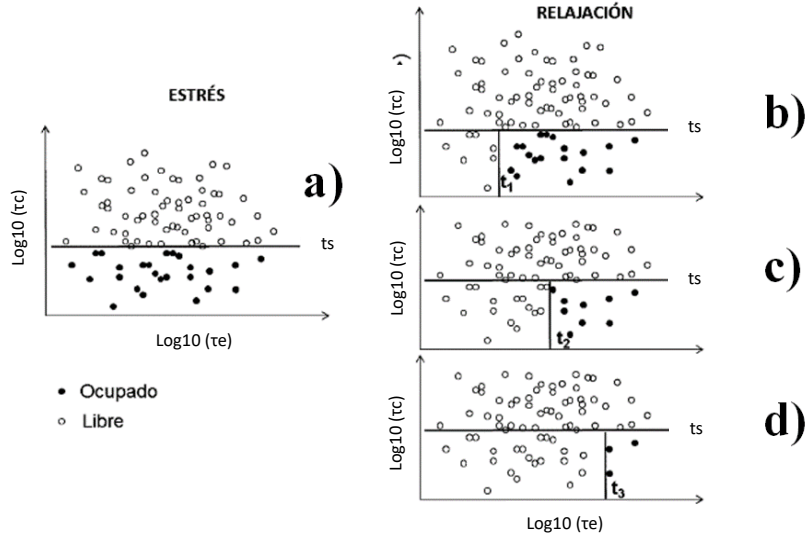 ESTRÉS
a)
Log10 (τc)
ts
Log10 (τe)
Ocupado
Libre
RELAJACIÓN
)
Log10 (τc)
ts
b)
t1
Log10 (τc)
ts
c)
t2
Log10 (τc)
ts
d)
t3
Log10 (τe)